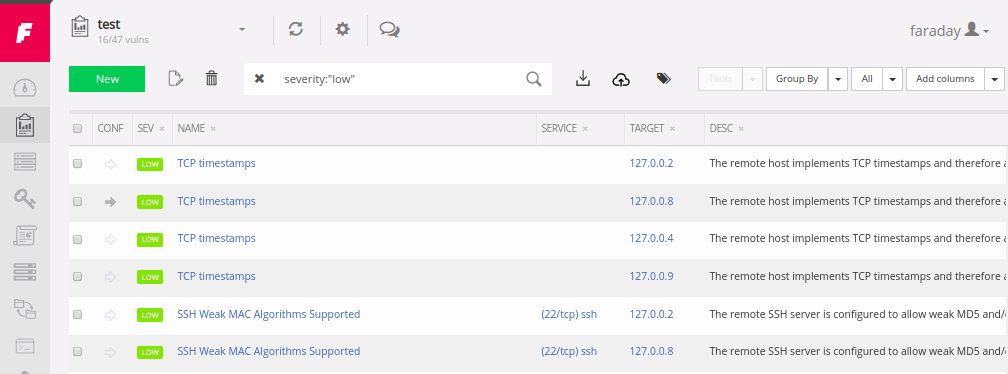 F
test
16/47 vulns
faraday
New
severity:"low"
Tools
Group By
All
Add columns
CONF SEV × NAME × SERVICE × TARGET × DESC ×
LOW TCP timestamps 127.0.0.2 The remote host implements TCP timestamps and therefore a
LOW TCP timestamps 127.0.0.8 The remote host implements TCP timestamps and therefore a
LOW TCP timestamps 127.0.0.4 The remote host implements TCP timestamps and therefore a
LOW TCP timestamps 127.0.0.9 The remote host implements TCP timestamps and therefore a
LOW SSH Weak MAC Algorithms Supported (22/tcp) ssh 127.0.0.2 The remote SSH server is configured to allow weak MD5 and/
LOW SSH Weak MAC Algorithms Supported (22/tcp) ssh 127.0.0.8 The remote SSH server is configured to allow weak MD5 and/